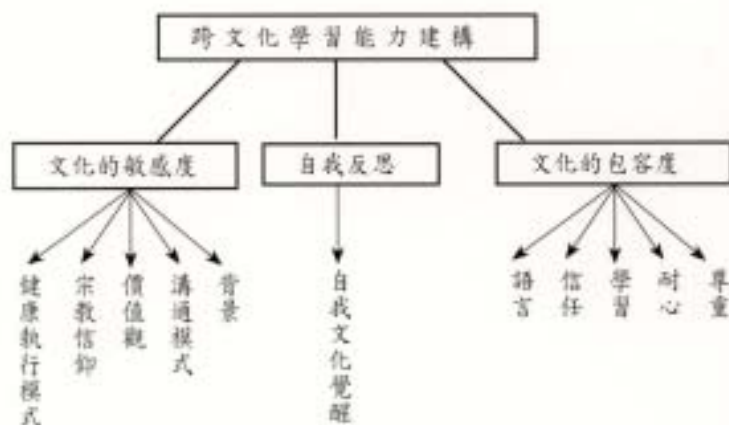 跨文化學習能力建構
文化的敏感度
自我反思
文化的包容度
健康執行模式
宗教信仰
價值觀
溝通模式
背景
自我文化覺醒
語言
信任
學習
耐心
尊重